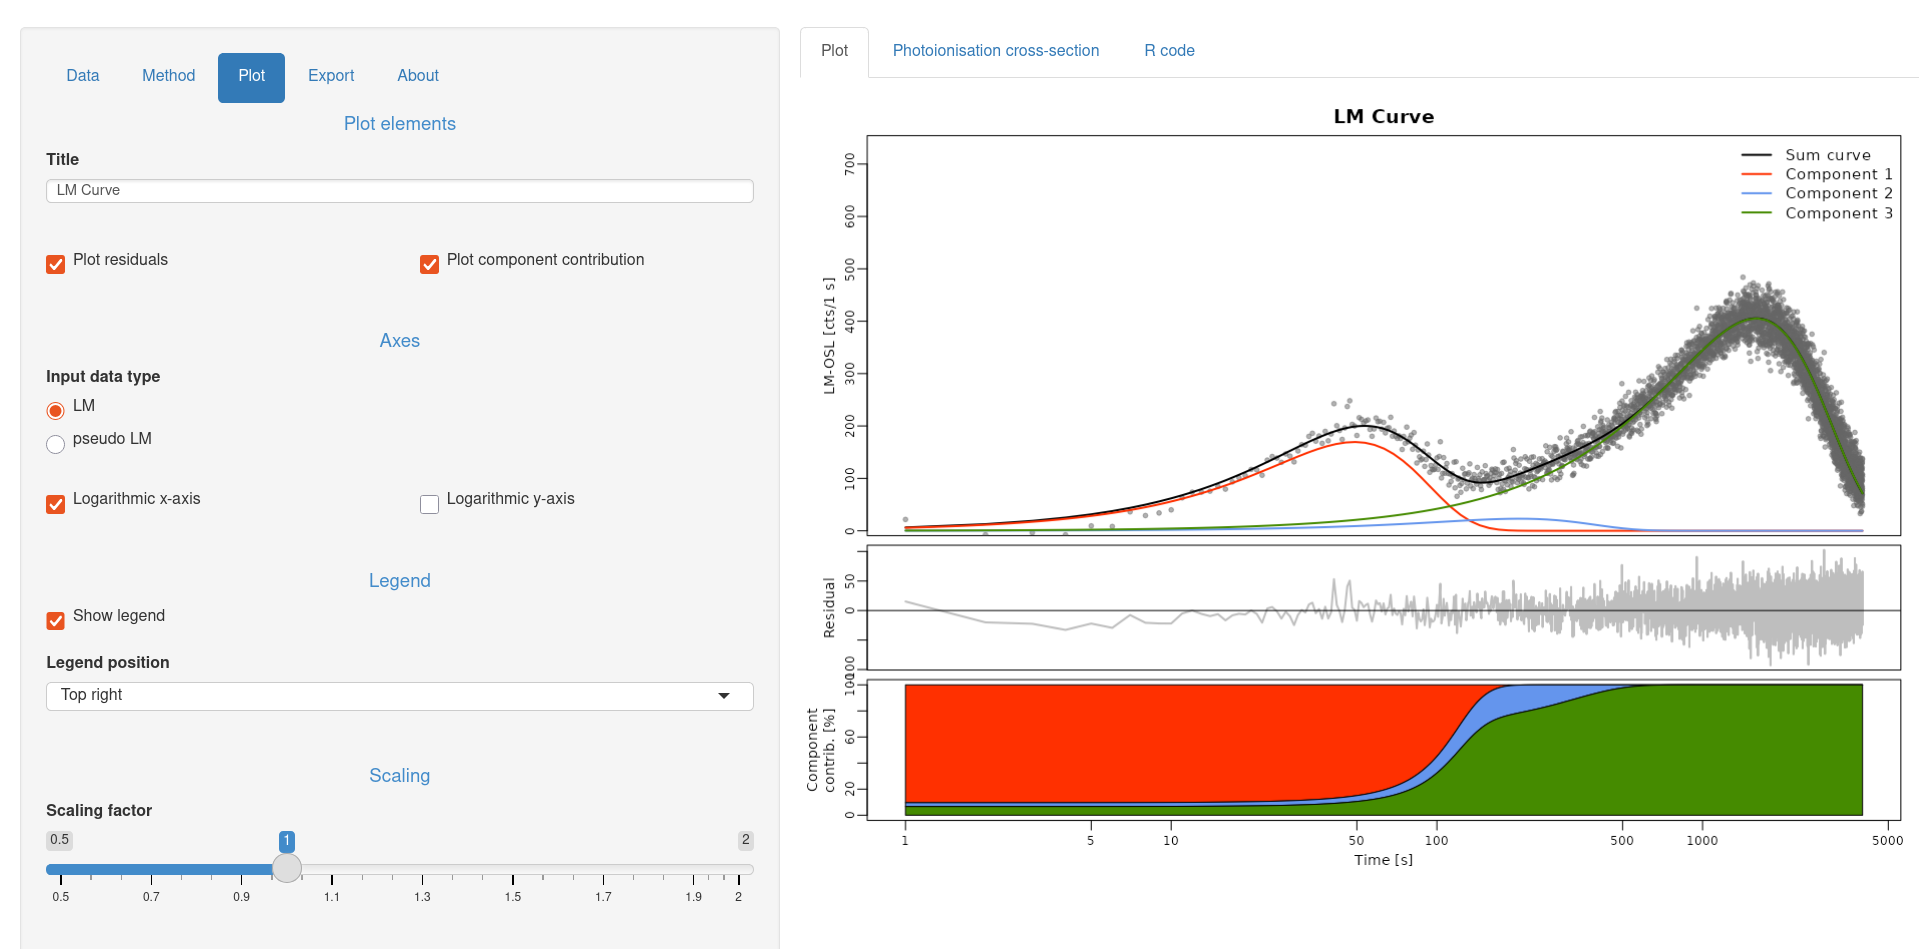 Data Method Plot Export About
Plot elements
Title
LM Curve
Plot residuals Plot component contribution
Axes
Input data type
LM
pseudo LM
Logarithmic x-axis Logarithmic y-axis
Legend
Show legend
Legend position
Top right
Scaling
Scaling factor
0.5 1 2
0.5 0.7 0.9 1.1 1.3 1.5 1.7 1.9 2
Plot Photoionisation cross-section R code
LM Curve
Sum curve
Component 1
Component 2
Component 3
LM-OSL [cts/1 s]
700
600
500
400
300
200
100
0
Residual
50
0
Component
contrib. [%]
60
20
0
1 5 10 50 100 500 1000 5000
Time [s]